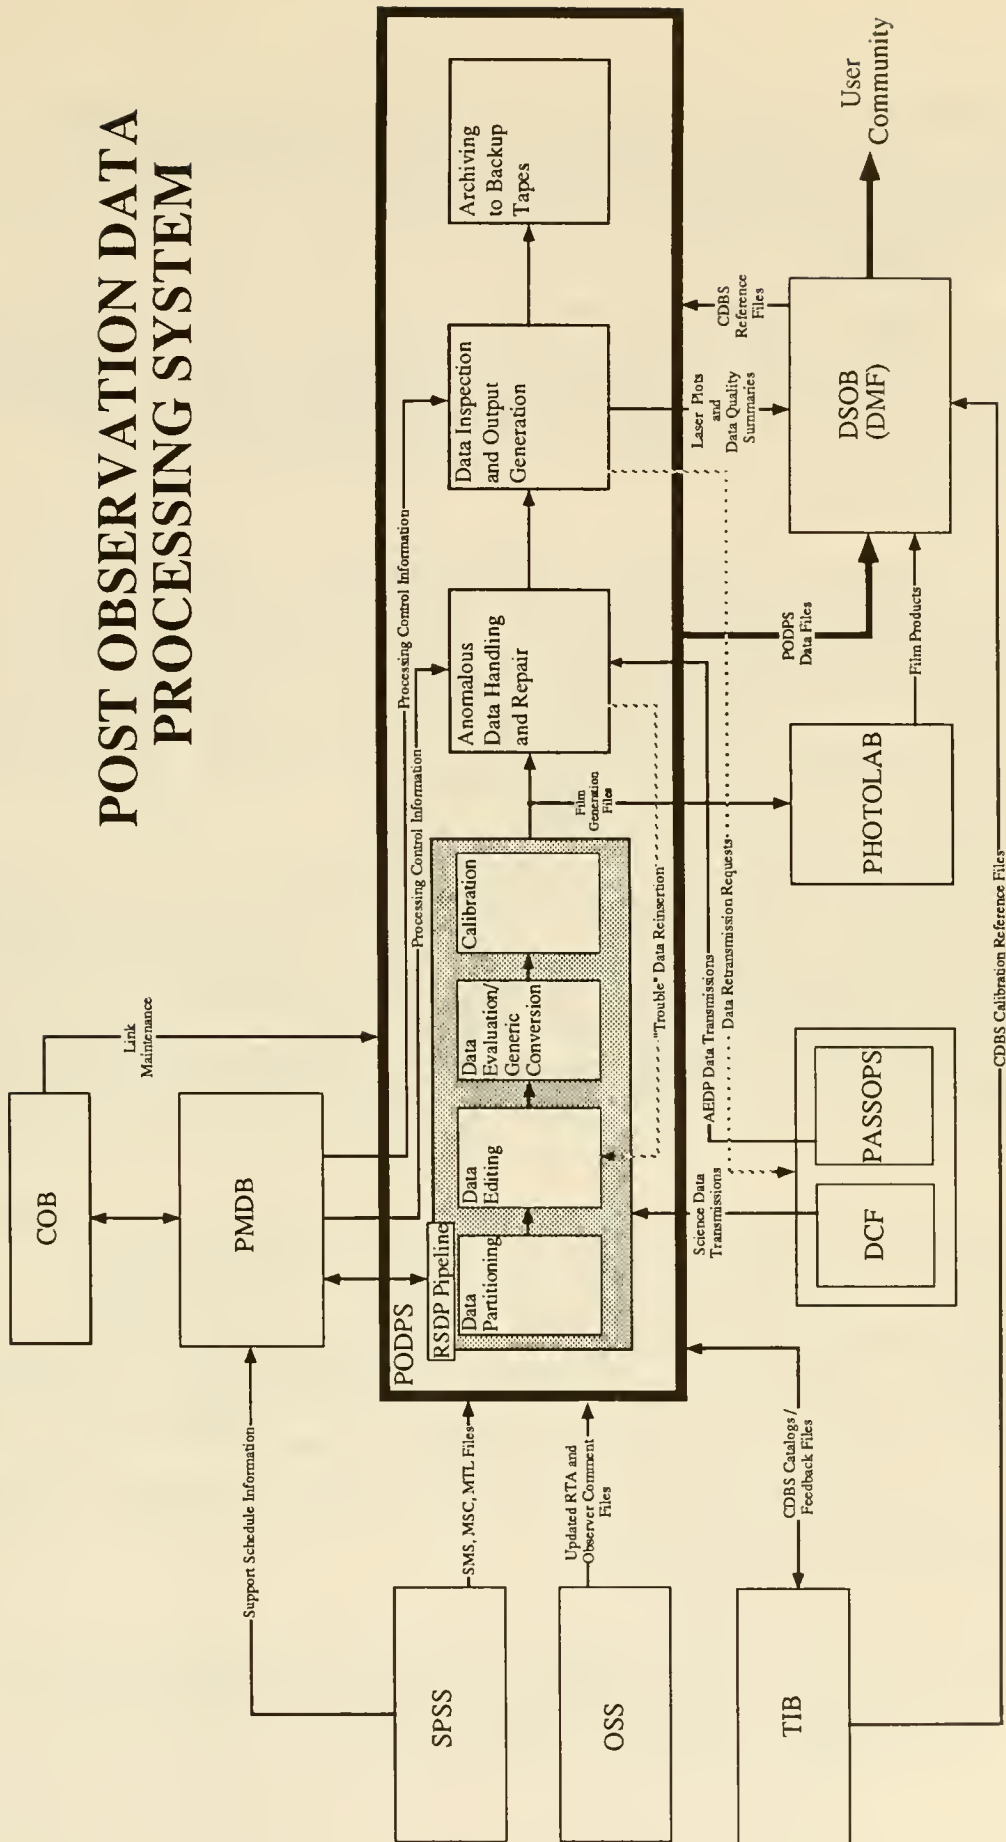 POST OBSERVATION DATA
PROCESSING SYSTEM
COB
Link
Maintenance
PMDB
Support Schedule Information
Processing Control Information
Processing Control Information
PODPS
RSDP Pipeline
Data
Partitioning
Data
Editing
Data
Evaluation/
Generic
Conversion
Calibration
Anomalous
Data Handling
and Repair
Data Inspection
and Output
Generation
Archiving
to Backup
Tapes
SPSS
SMS, MSC, MTL Files
OSS
Updated RTA and
Observer Comment
Files
TIB
CDBS Catalogs /
Feedback Files
Science Data
Transmissions
AEDP Data Transmissions
Data Retransmission Requests
"Trouble" Data Reinsertion
Film
Generation
Files
DCF
PASSOPS
PHOTOLAB
Film Products
PODPS
Data Files
Laser Plots
and
Data Quality
Summaries
CDBS
Reference
Files
DSOB
(DMF)
User
Community
CDBS Calibration Reference Files